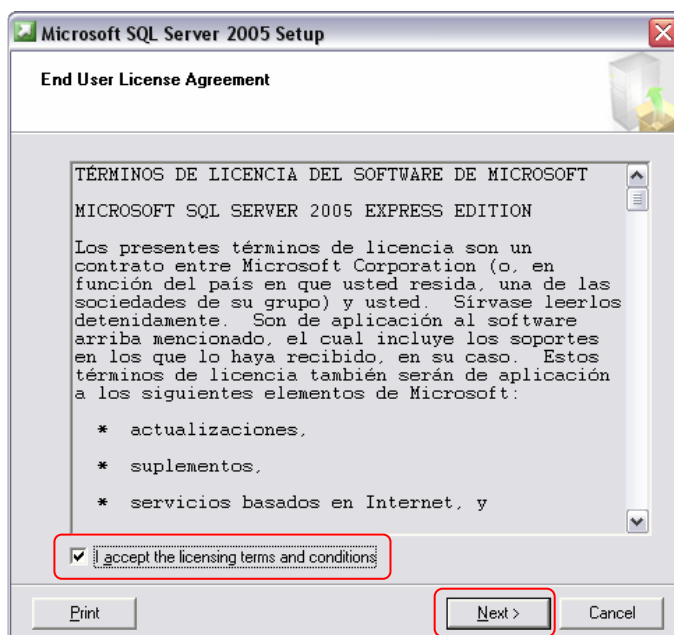 Microsoft SQL Server 2005 Setup
End User License Agreement
TÉRMINOS DE LICENCIA DEL SOFTWARE DE MICROSOFT
MICROSOFT SQL SERVER 2005 EXPRESS EDITION
Los presentes términos de licencia son un
contrato entre Microsoft Corporation (o, en
función del país en que usted resida, una de las
sociedades de su grupo) y usted.  Sírvase leerlos
detenidamente.  Son de aplicación al software
arriba mencionado, el cual incluye los soportes
en los que lo haya recibido, en su caso.  Estos
términos de licencia también serán de aplicación
a los siguientes elementos de Microsoft:
* actualizaciones,
* suplementos,
* servicios basados en Internet, y
I accept the licensing terms and conditions
Print
Next >
Cancel